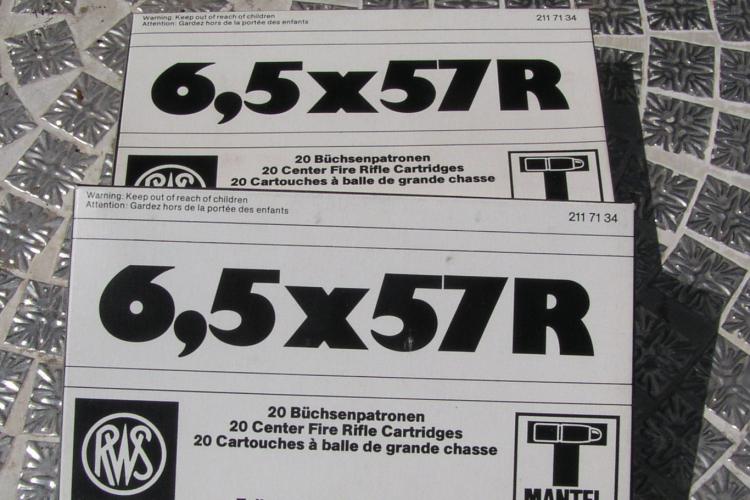 Warning: Keep out of reach of children
Attention: Gardez hors de la portée des enfants
211 71 34
6,5x57R
20 Büchsenpatronen
20 Center Fire Rifle Cartridges
20 Cartouches à balle de grande chasse
RWS
T
Warning: Keep out of reach of children
Attention: Gardez hors de la portée des enfants
211 71 34
6,5x57R
20 Büchsenpatronen
20 Center Fire Rifle Cartridges
20 Cartouches à balle de grande chasse
RWS
T
MANTEL